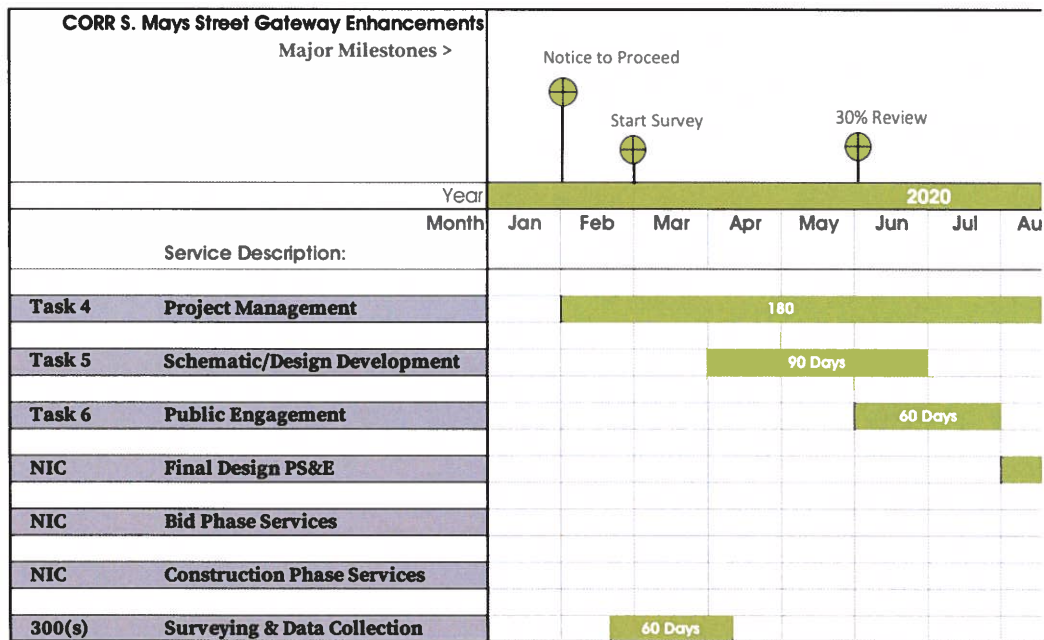 CORR S. Mays Street Gateway Enhancements
Major Milestones >
Notice to Proceed
Start Survey
30% Review
Year 2020
Month Jan Feb Mar Apr May Jun Jul Au
Service Description:
Task 4 Project Management 180
Task 5 Schematic/Design Development 90 Days
Task 6 Public Engagement 60 Days
NIC Final Design PS&E
NIC Bid Phase Services
NIC Construction Phase Services
300(s) Surveying & Data Collection 60 Days